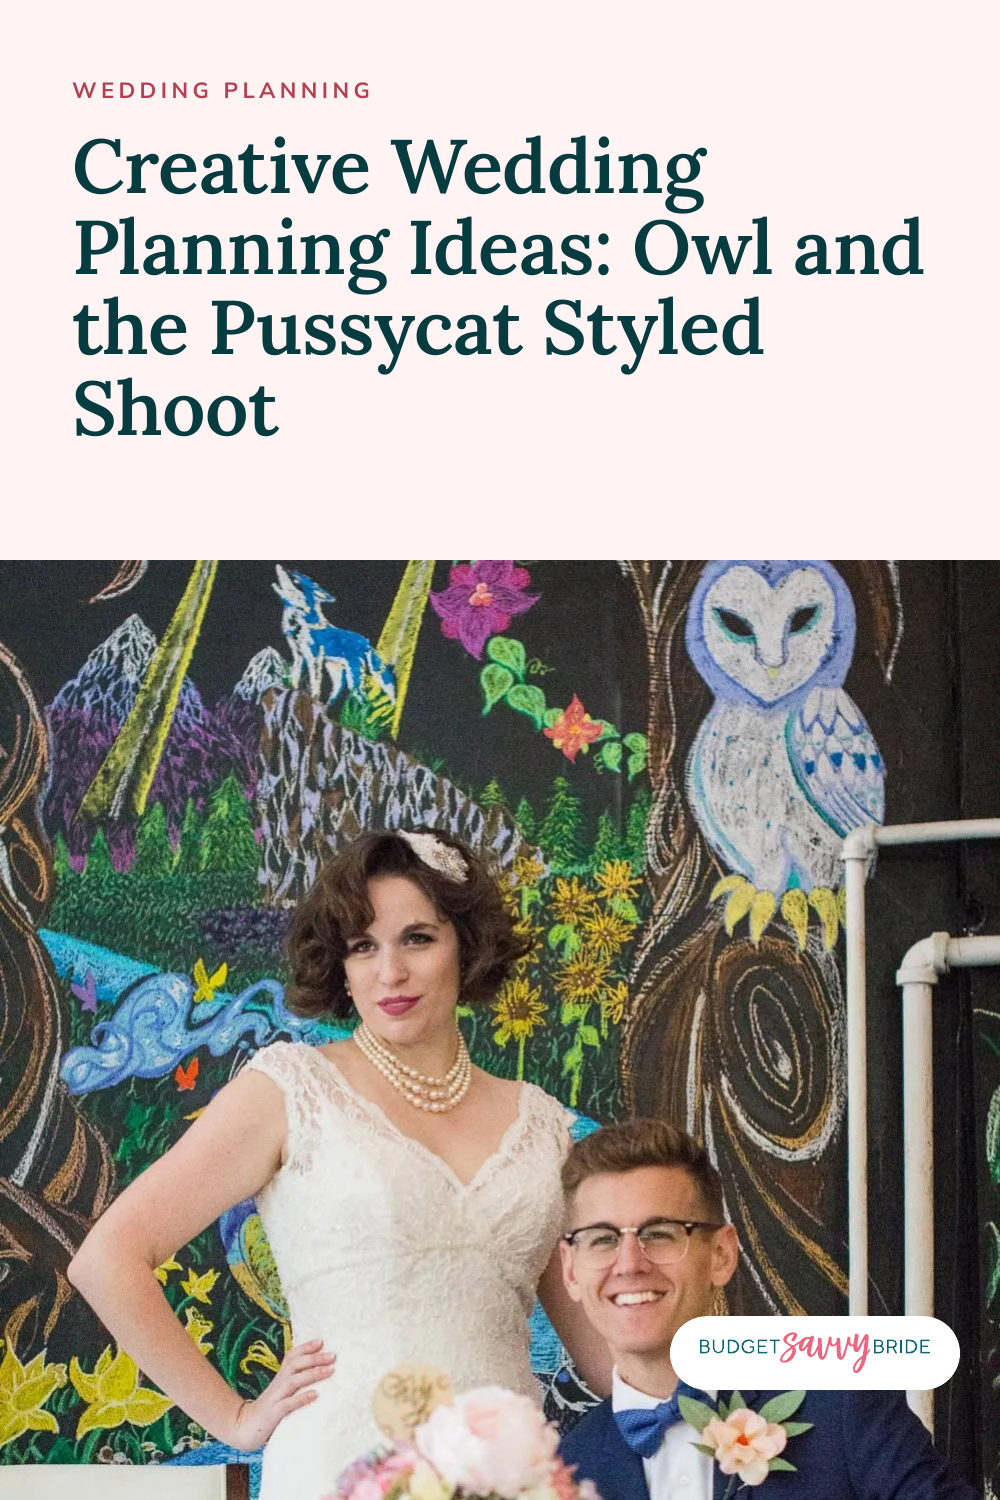 WEDDING PLANNING
Creative Wedding
Planning Ideas: Owl and
the Pussycat Styled
Shoot
BUDGET savvy BRIDE